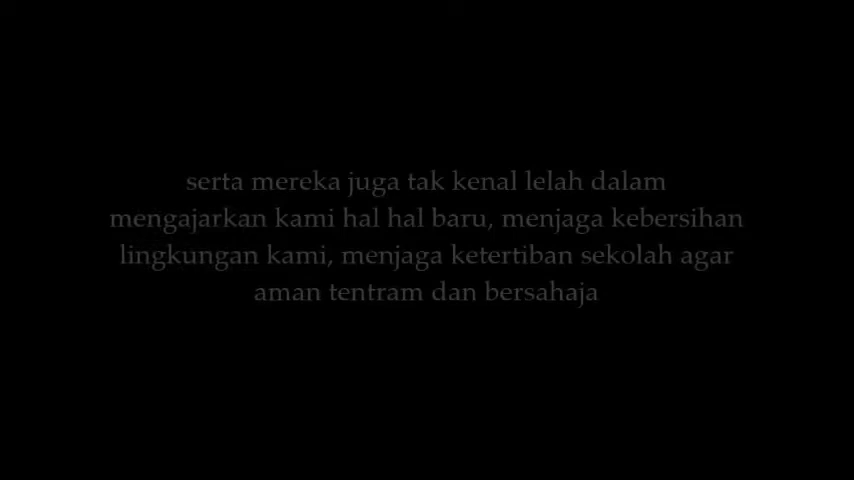 serta mereka juga tak kenal lelah dalam
mengajarkan kami hal hal baru, menjaga kebersihan
lingkungan kami, menjaga ketertiban sekolah agar
aman tentram dan bersahaja